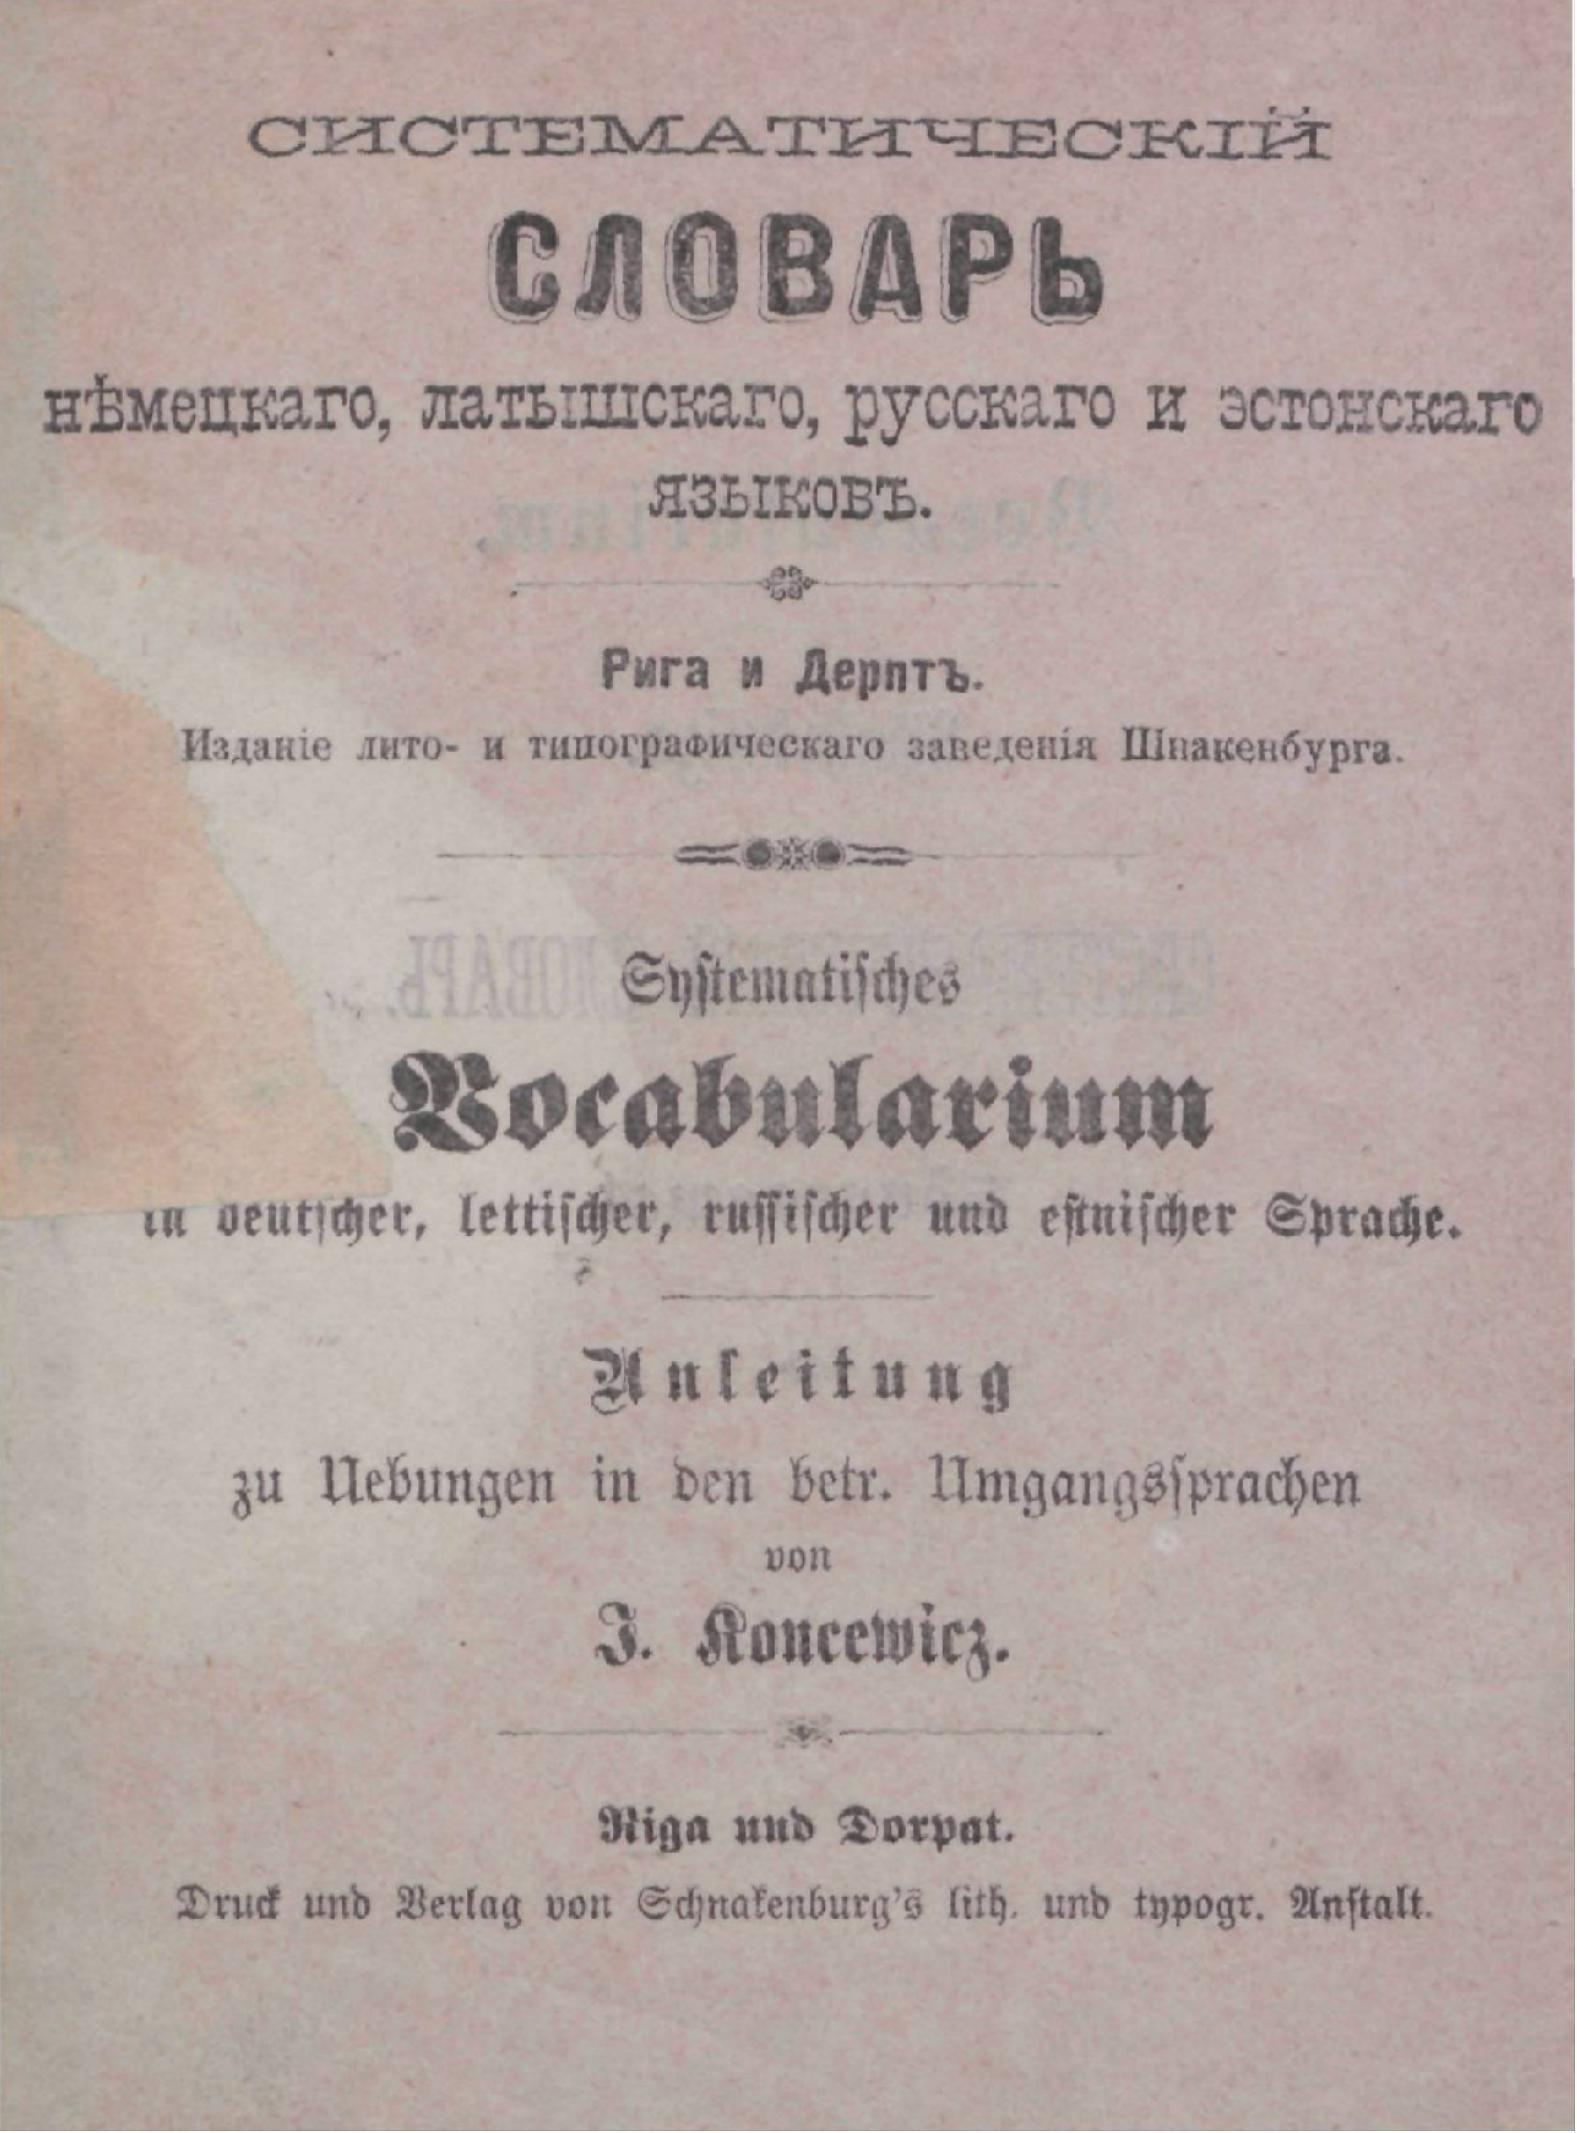 СИСТЕМАТИЧЕСКІЙ
СЛОВАРЬ
нѣмецкаго, латышскаго, русскаго и эстонскаго
языковъ.
Рига и Дерптъ.
Изданіе лито- и типографическаго заведенія Шнакенбурга.
Systematisches
Vocabularium
in deutscher, lettischer, russischer und estnischer Sprache.
Anleitung
zu Uebungen in den betr. Umgangssprachen
von
J. Koncewicz.
Riga und Dorpat.
Druck und Verlag von Schnakenburg's lith. und typogr. Anstalt.